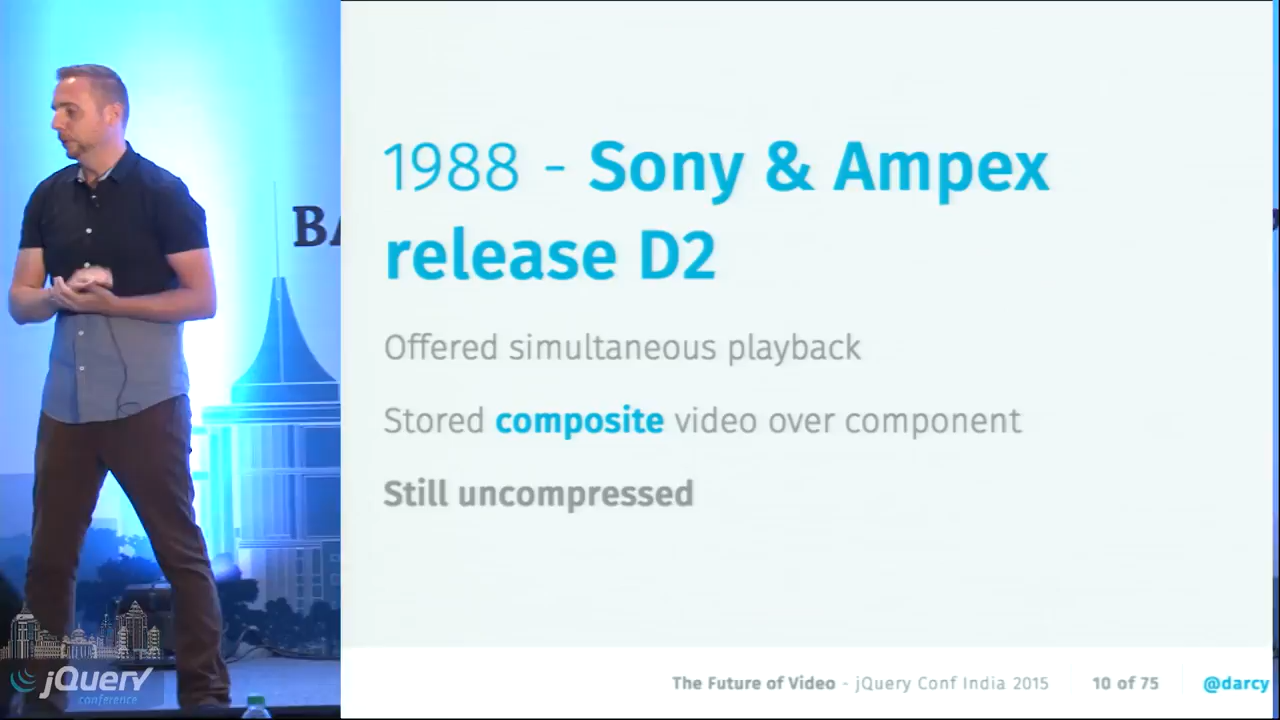 BA
1988 - Sony & Ampex
release D2
Offered simultaneous playback
Stored composite video over component
Still uncompressed
The Future of Video - jQuery Conf India 2015
10 of 75
@darcy
jQuery
conference